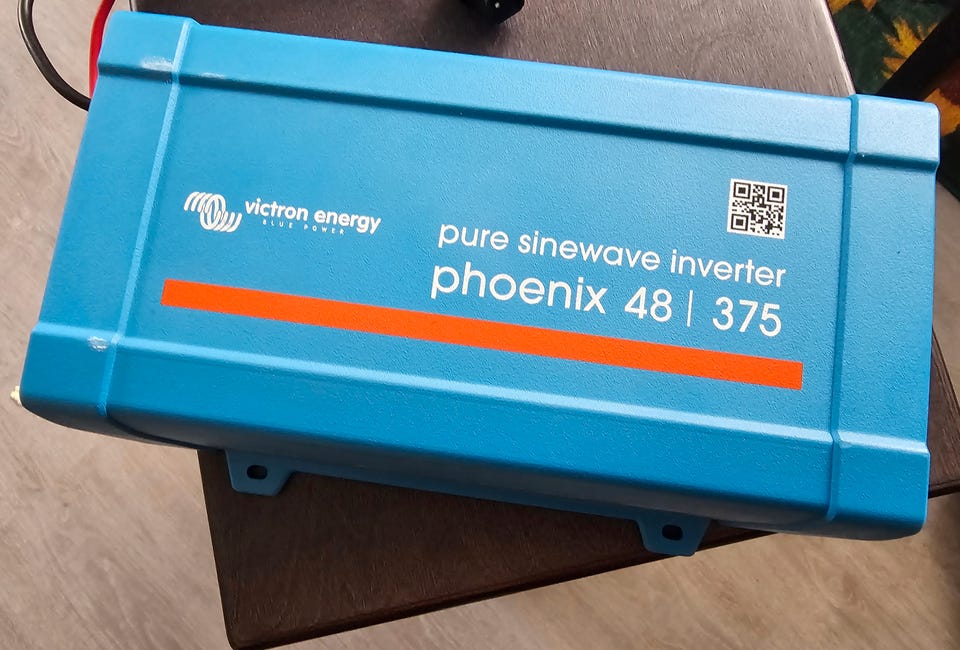 victron energy
BLUE POWER
pure sinewave inverter
phoenix 48 | 375